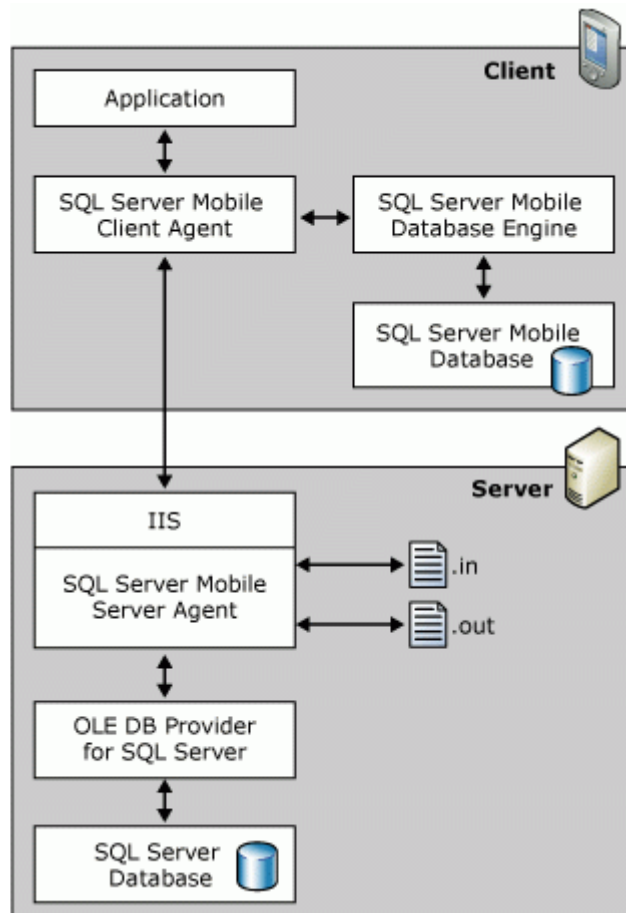 Client
Application
SQL Server Mobile
Client Agent
SQL Server Mobile
Database Engine
SQL Server Mobile
Database
Server
IIS
SQL Server Mobile
Server Agent
.in
.out
OLE DB Provider
for SQL Server
SQL Server
Database